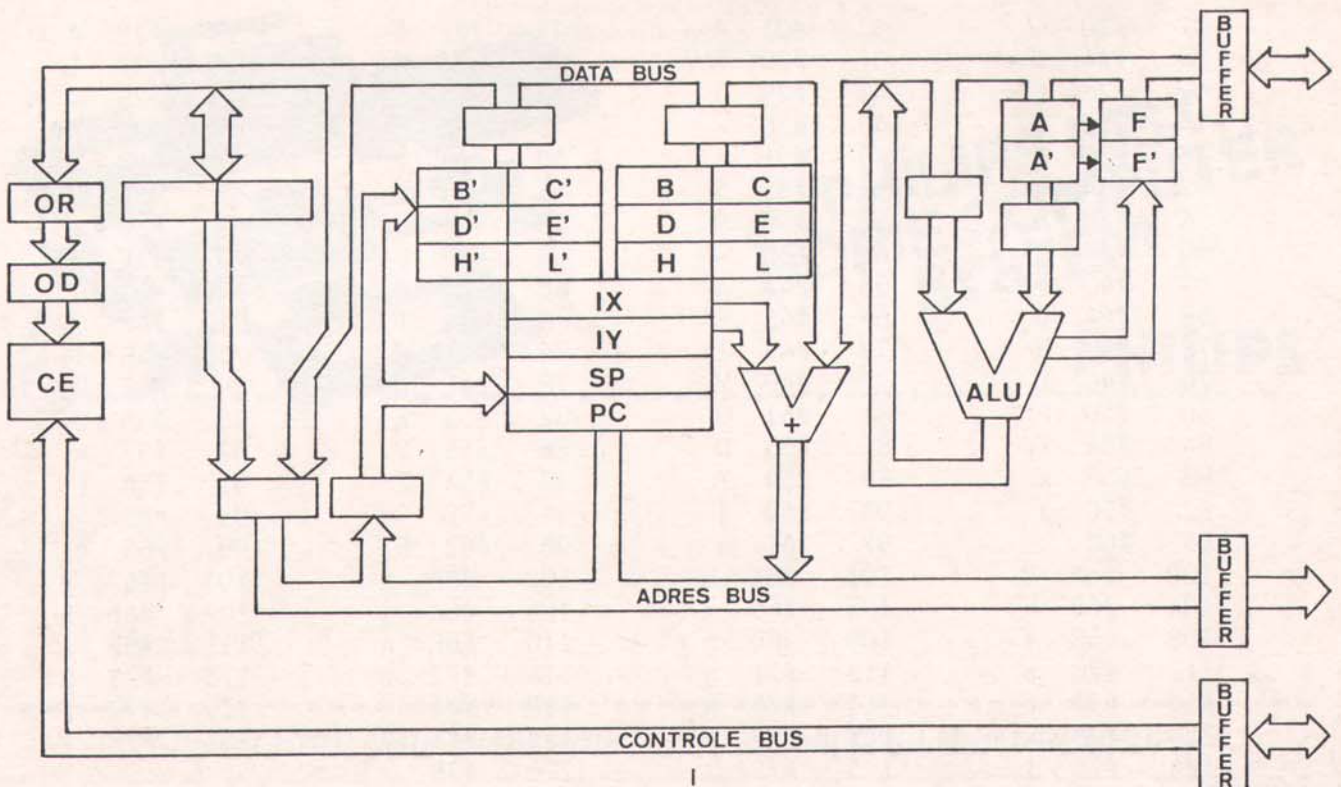 BUFFER
DATA BUS
A F
A' F'
OR
B' C' B C
D' E' D E
H' L' H L
OD
IX
IY
CE
SP
ALU
PC
+
BUFFER
ADRES BUS
BUFFER
CONTROLE BUS